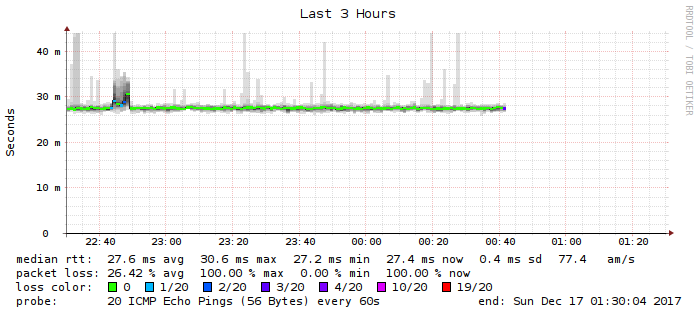 Last 3 Hours
RRDTOOL / TOBI OETIKER
Seconds
40 m
30 m
20 m
10 m
0
22:40 23:00 23:20 23:40 00:00 00:20 00:40 01:00 01:20
median rtt: 27.6 ms avg 30.6 ms max 27.2 ms min 27.4 ms now 0.4 ms sd 77.4 am/s
packet loss: 26.42 % avg 100.00 % max 0.00 % min 100.00 % now
loss color: 0 1/20 2/20 3/20 4/20 10/20 19/20
probe: 20 ICMP Echo Pings (56 Bytes) every 60s end: Sun Dec 17 01:30:04 2017